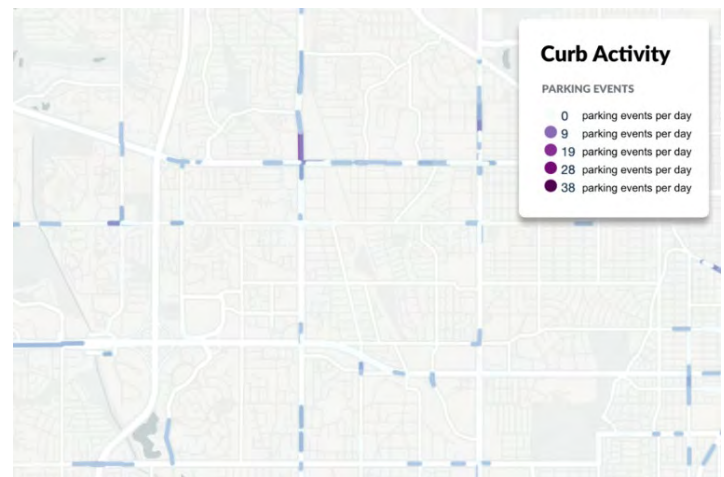 Curb Activity
PARKING EVENTS
0 parking events per day
9 parking events per day
19 parking events per day
28 parking events per day
38 parking events per day